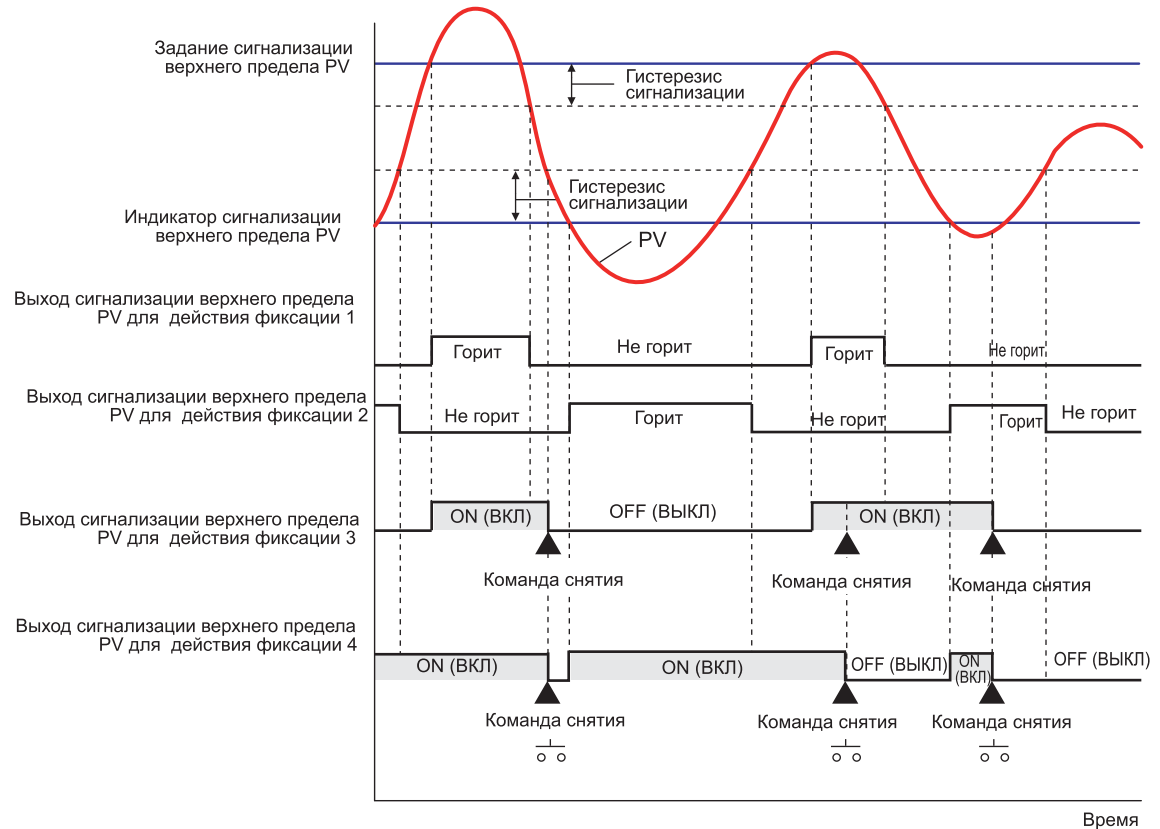 Задание сигнализации
верхнего предела PV
Гистерезис
сигнализации
Гистерезис
сигнализации
Индикатор сигнализации
верхнего предела PV
PV
Выход сигнализации верхнего предела
PV для действия фиксации 1
Горит
Не горит
Горит
Не горит
Выход сигнализации верхнего предела
PV для действия фиксации 2
Не горит
Горит
Не горит
Горит
Не горит
Выход сигнализации верхнего предела
PV для действия фиксации 3
ON (ВКЛ)
OFF (ВЫКЛ)
ON (ВКЛ)
Команда снятия
Команда снятия
Команда снятия
Выход сигнализации верхнего предела
PV для действия фиксации 4
ON (ВКЛ)
ON (ВКЛ)
OFF (ВЫКЛ)
ON
(ВКЛ)
OFF (ВЫКЛ)
Команда снятия
Команда снятия
Команда снятия
Время